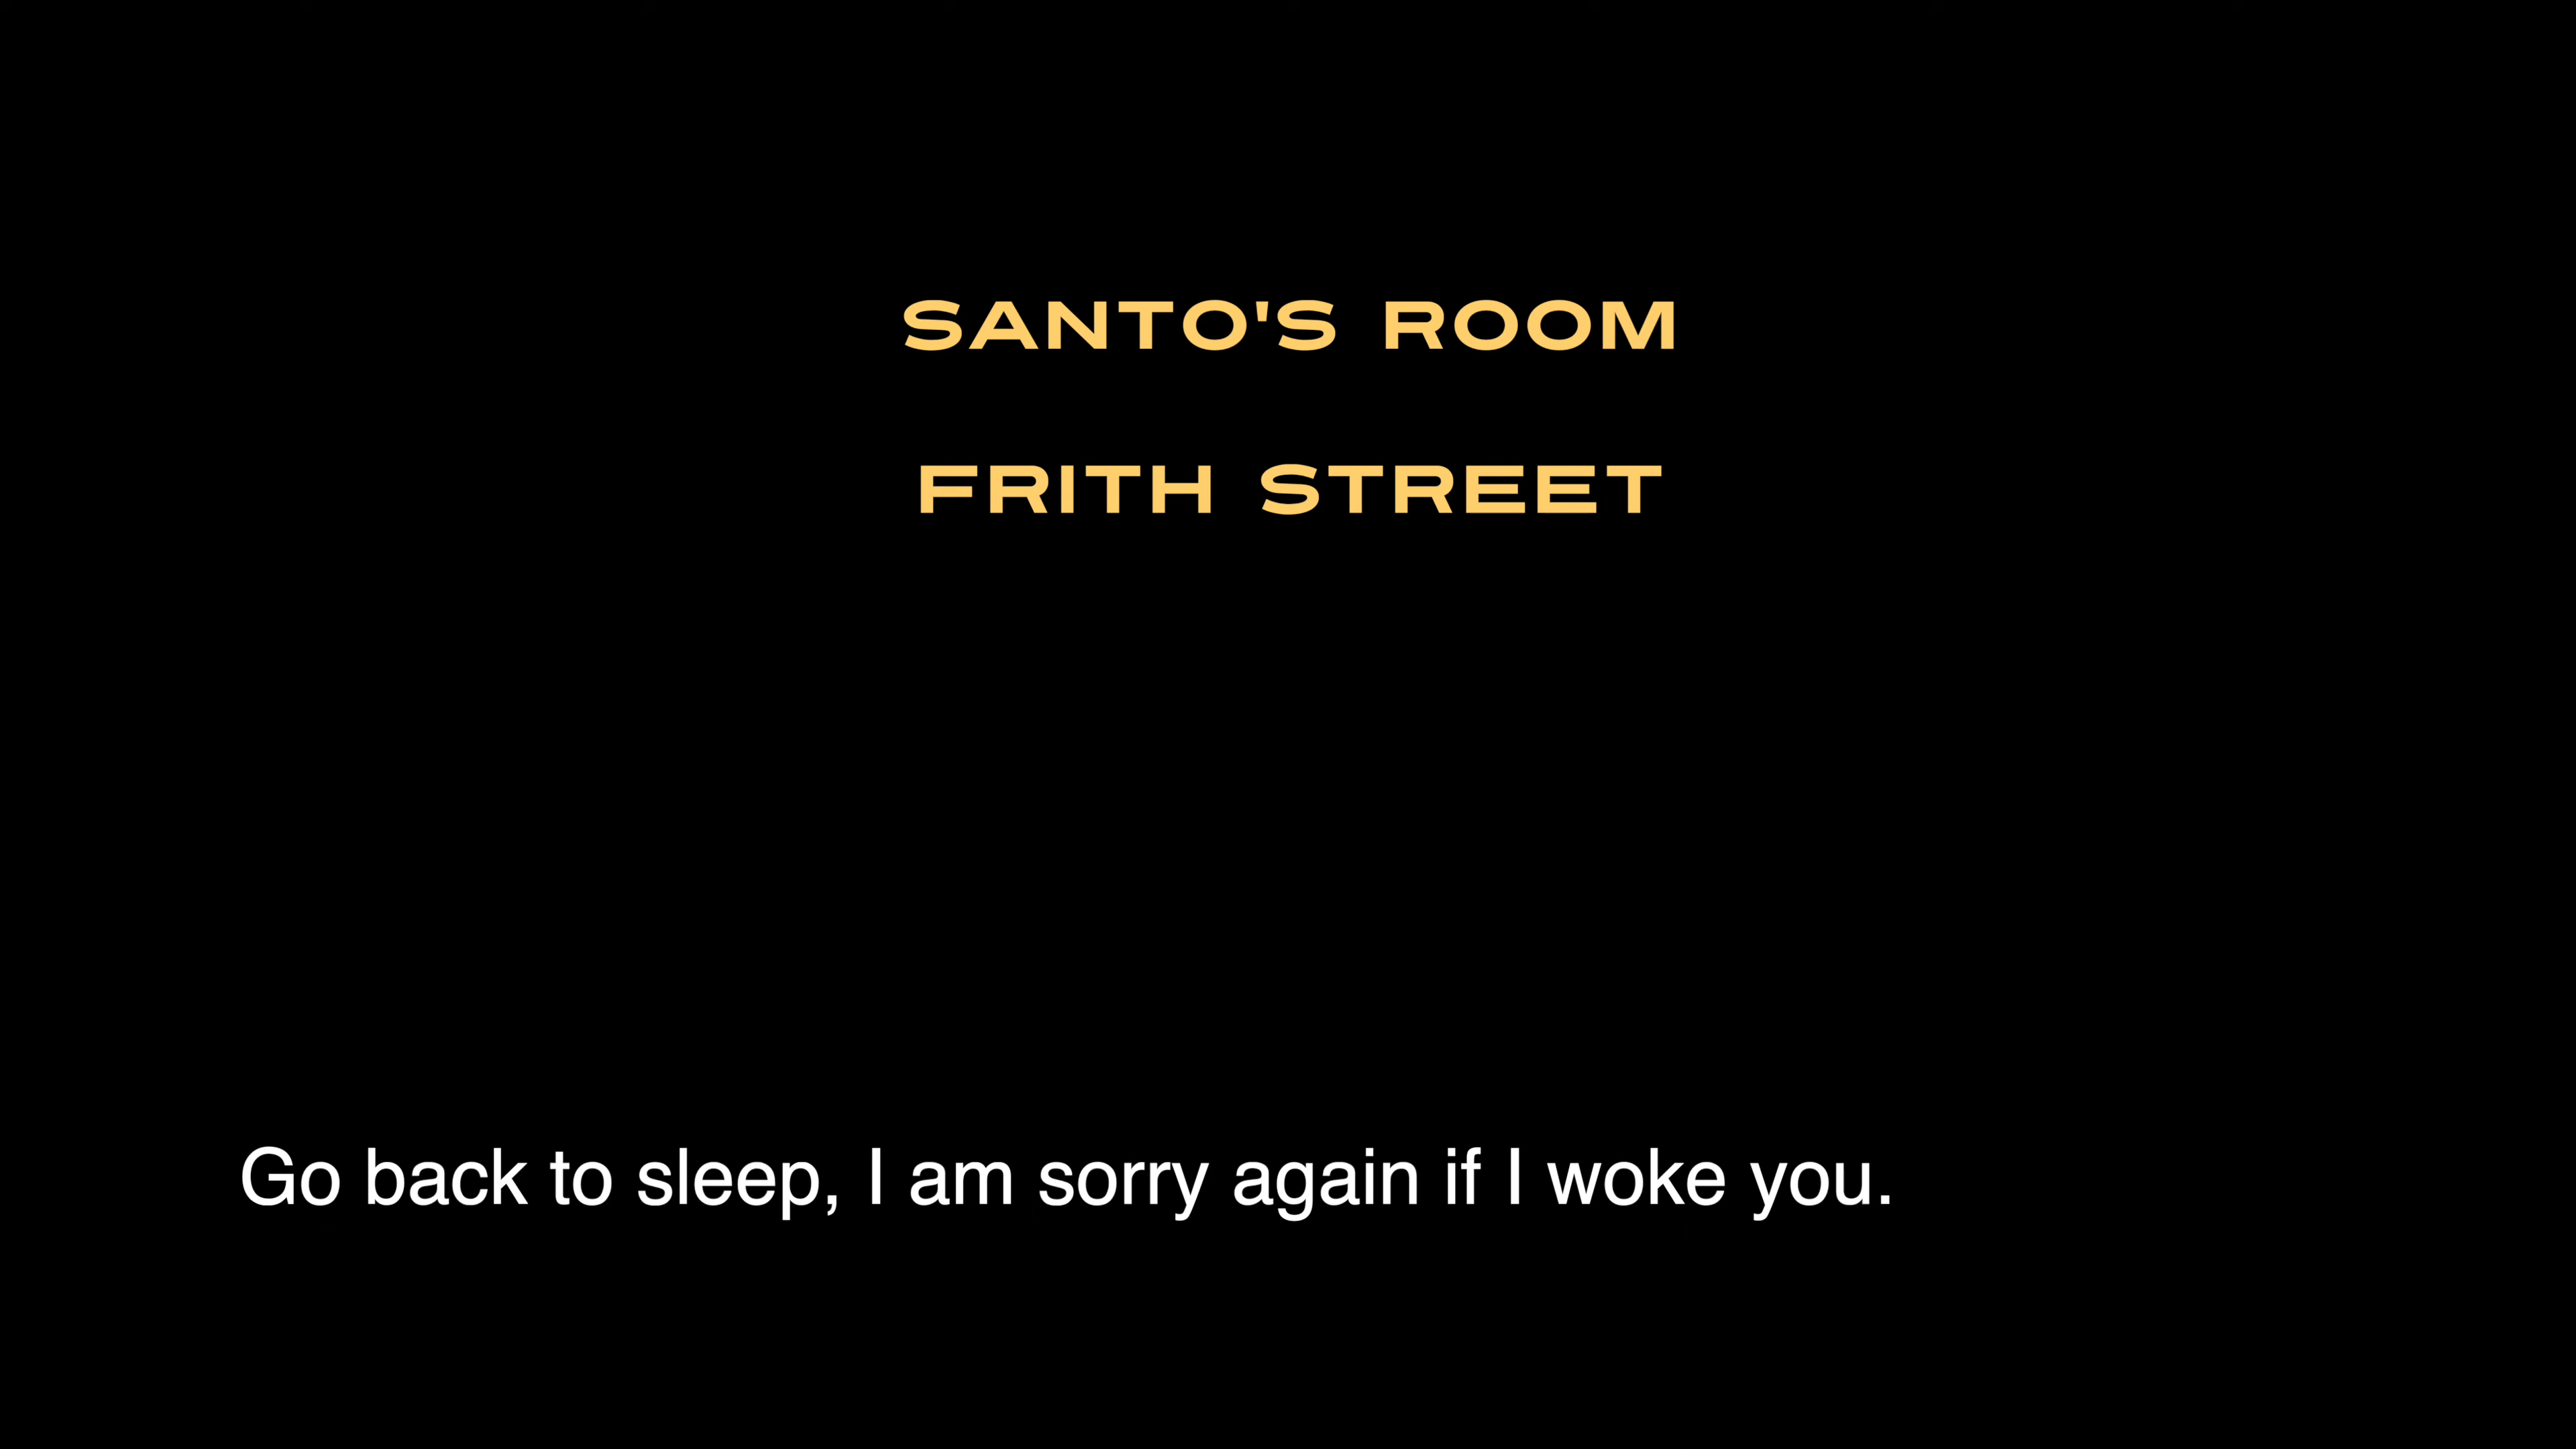 SANTO'S ROOM
FRITH STREET
Go back to sleep, I am sorry again if I woke you.